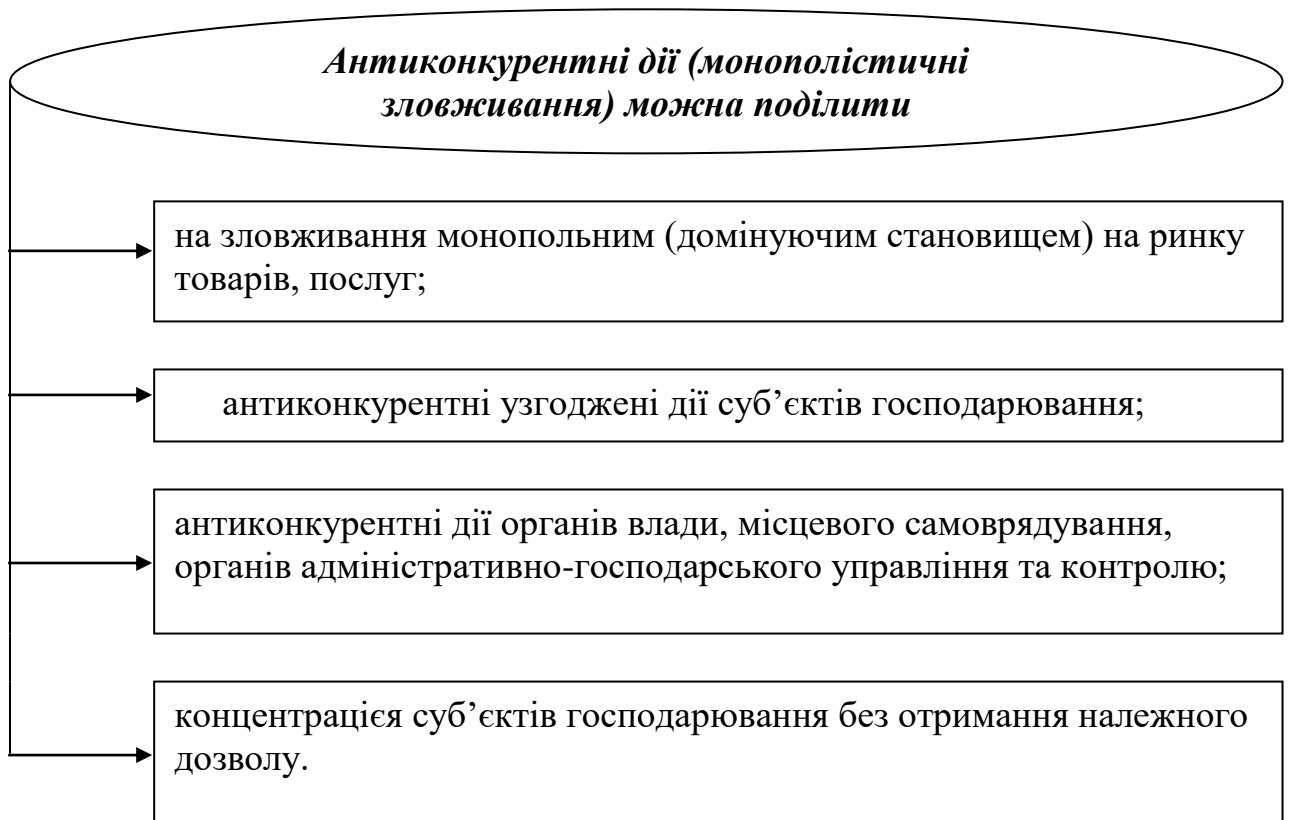 Антиконкурентні дії (монополістичні
зловживання) можна поділити
на зловживання монопольним (домінуючим становищем) на ринку
товарів, послуг;
антиконкурентні узгоджені дії суб’єктів господарювання;
антиконкурентні дії органів влади, місцевого самоврядування,
органів адміністративно-господарського управління та контролю;
концентрацієя суб’єктів господарювання без отримання належного
дозволу.